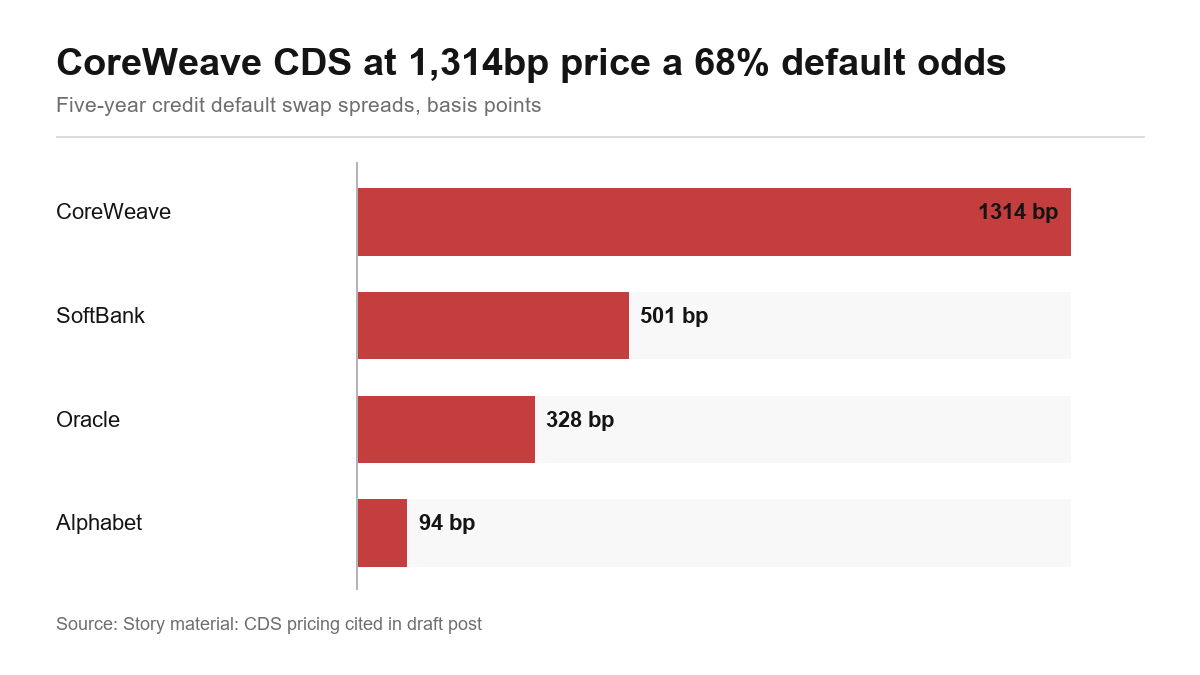 CoreWeave CDS at 1,314bp price a 68% default odds
Five-year credit default swap spreads, basis points
CoreWeave
1314 bp
SoftBank
501 bp
Oracle
328 bp
Alphabet
94 bp
Source: Story material: CDS pricing cited in draft post